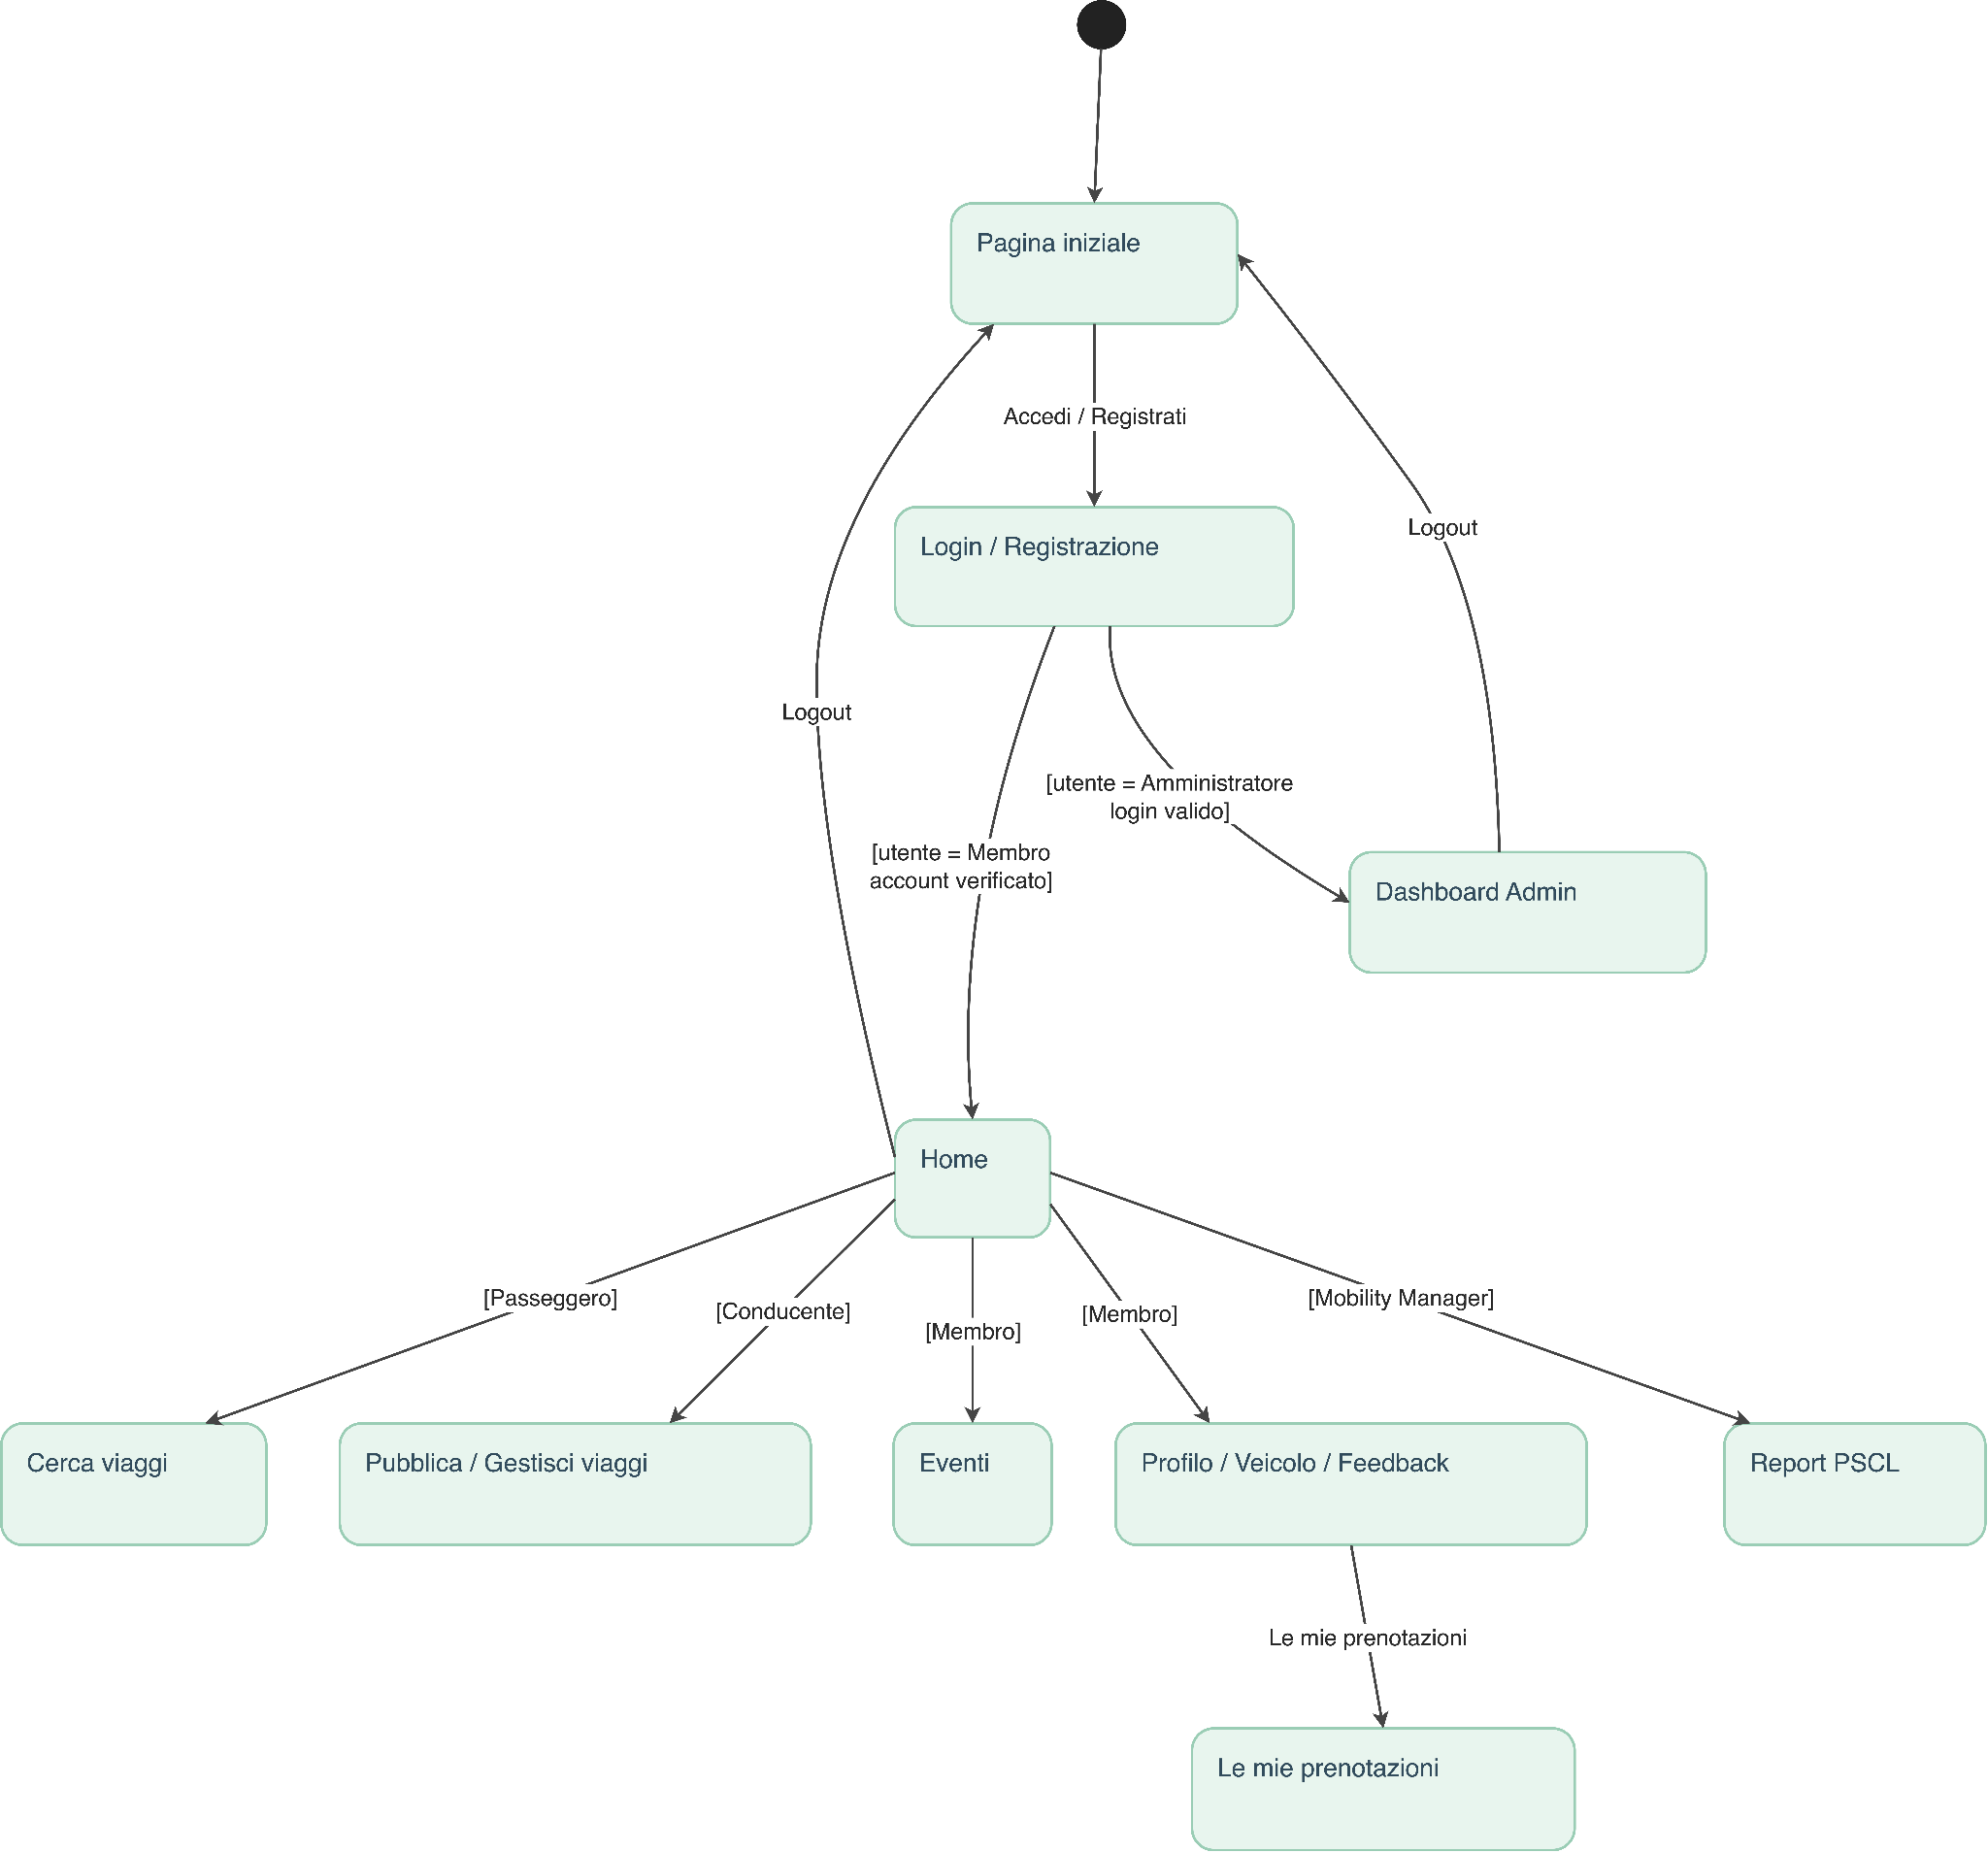 Pagina iniziale
Accedi / Registrati
Login / Registrazione
Logout
Logout
[utente = Amministratore
login valido]
[utente = Membro
account verificato]
Dashboard Admin
Home
[Passeggero]
[Conducente]
[Membro]
[Membro]
[Mobility Manager]
Cerca viaggi
Pubblica / Gestisci viaggi
Eventi
Profilo / Veicolo / Feedback
Report PSCL
Le mie prenotazioni
Le mie prenotazioni